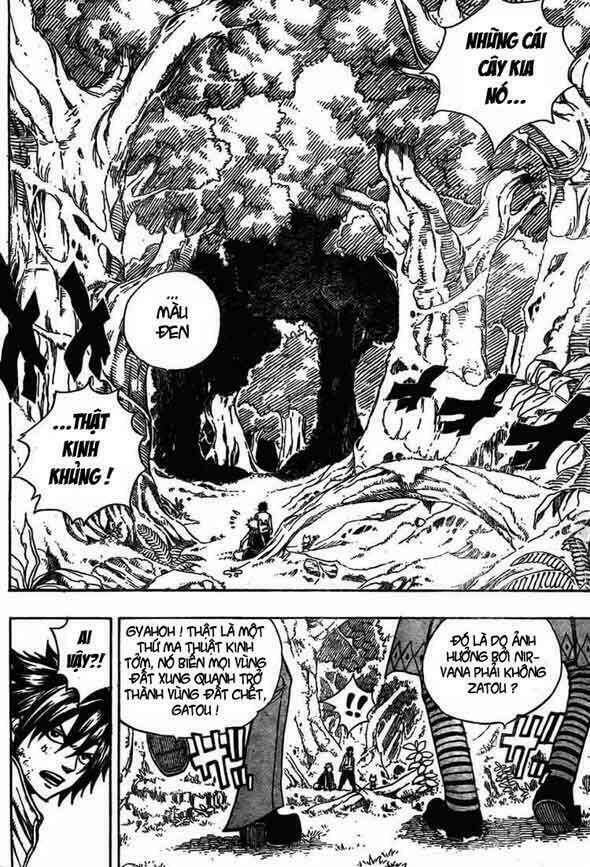 NHỮNG CÁI
CÂY KIA
NÓ...
...
MÀU
ĐEN
...THẬT
KINH
KHỦNG !
AI
VẬY?!
GYAHOH ! THẬT LÀ MỘT
THỨ MA THUẬT KINH
TỞM, NÓ BIẾN MỌI VÙNG
ĐẤT XUNG QUANH TRỞ
THÀNH VÙNG ĐẤT CHẾT,
GATOU !
!!
ĐÓ LÀ DO ẢNH
HƯỞNG BỞI NIR-
VANA PHẢI KHÔNG
ZATOU ?